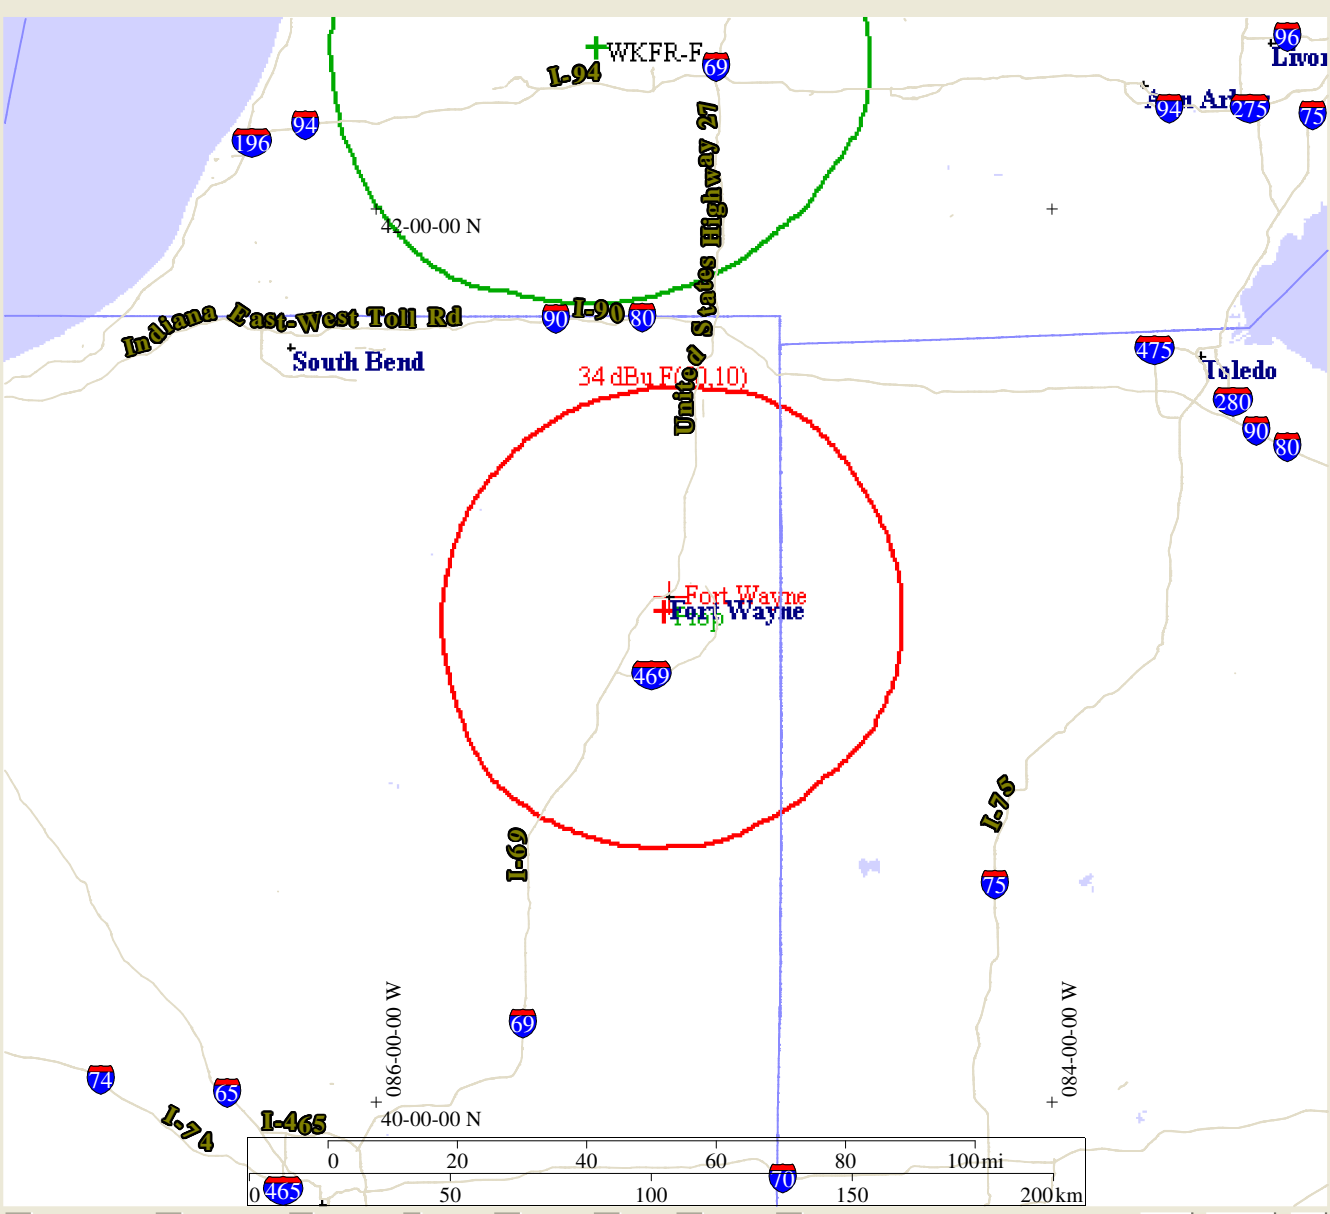 96
WKFR-F
Livor
I-94
69
94
275
75
94
196
United States Highway 27
42-00-00 N
Indiana East-West Toll Rd
90
I-90
80
475
South Bend
Toledo
34 dBu
280
90
80
Fort Wayne
Fort Wayne
469
I-75
I-69
75
086-00-00 W
084-00-00 W
69
74
65
I-74
I-465
40-00-00 N
0 20 40 60 80 100 mi
70
465
0 50 100 150 200 km